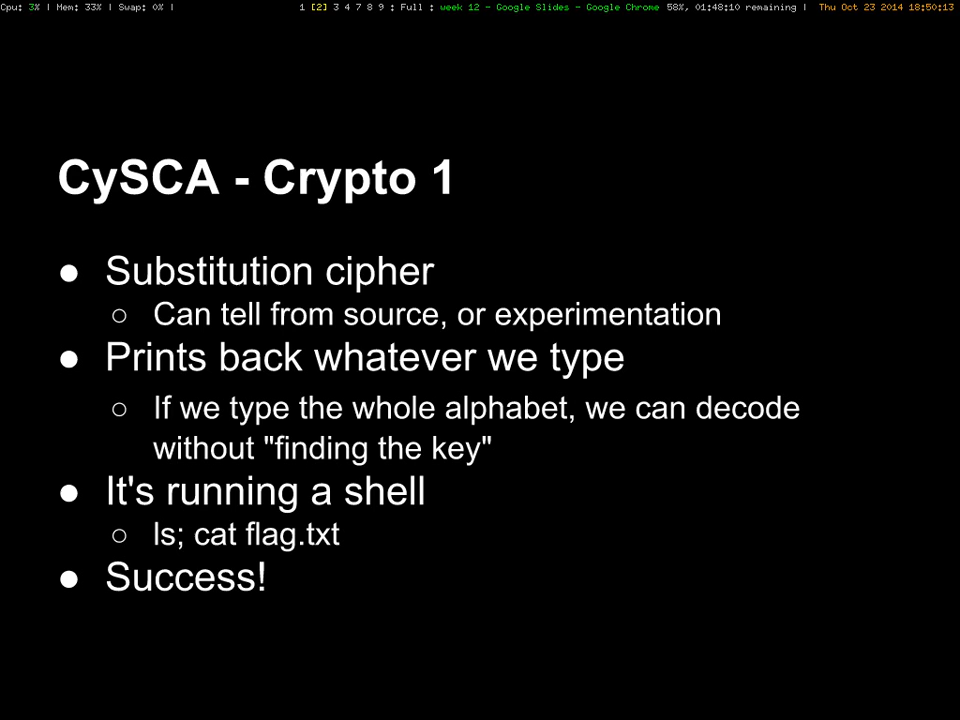 Cpu: 3% | Mem: 33% | Swap: 0% | 1 [2] 3 4 7 8 9 : Full : week 12 - Google Slides - Google Chrome 58%, 01:48:10 remaining | Thu Oct 23 2014 18:50:13
CySCA - Crypto 1
● Substitution cipher
○ Can tell from source, or experimentation
● Prints back whatever we type
○ If we type the whole alphabet, we can decode
without "finding the key"
● It's running a shell
○ ls; cat flag.txt
● Success!